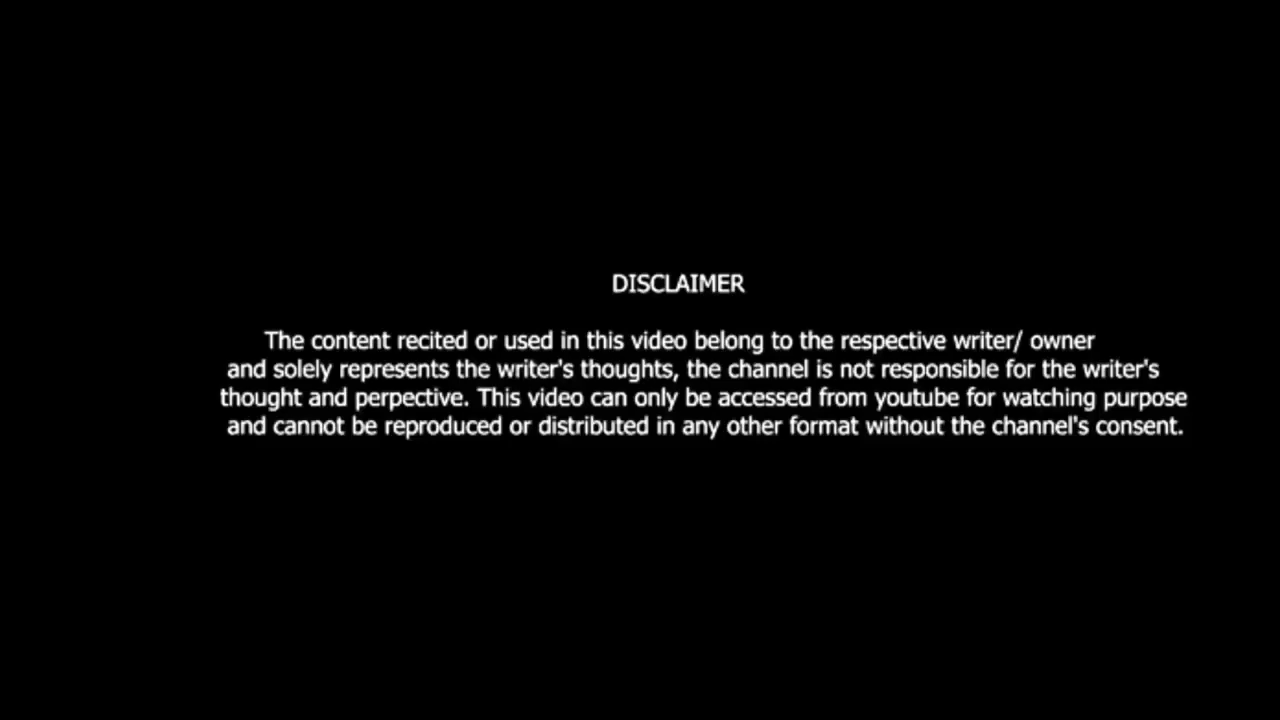 DISCLAIMER
The content recited or used in this video belong to the respective writer/ owner
and solely represents the writer's thoughts, the channel is not responsible for the writer's
thought and perpective. This video can only be accessed from youtube for watching purpose
and cannot be reproduced or distributed in any other format without the channel's consent.